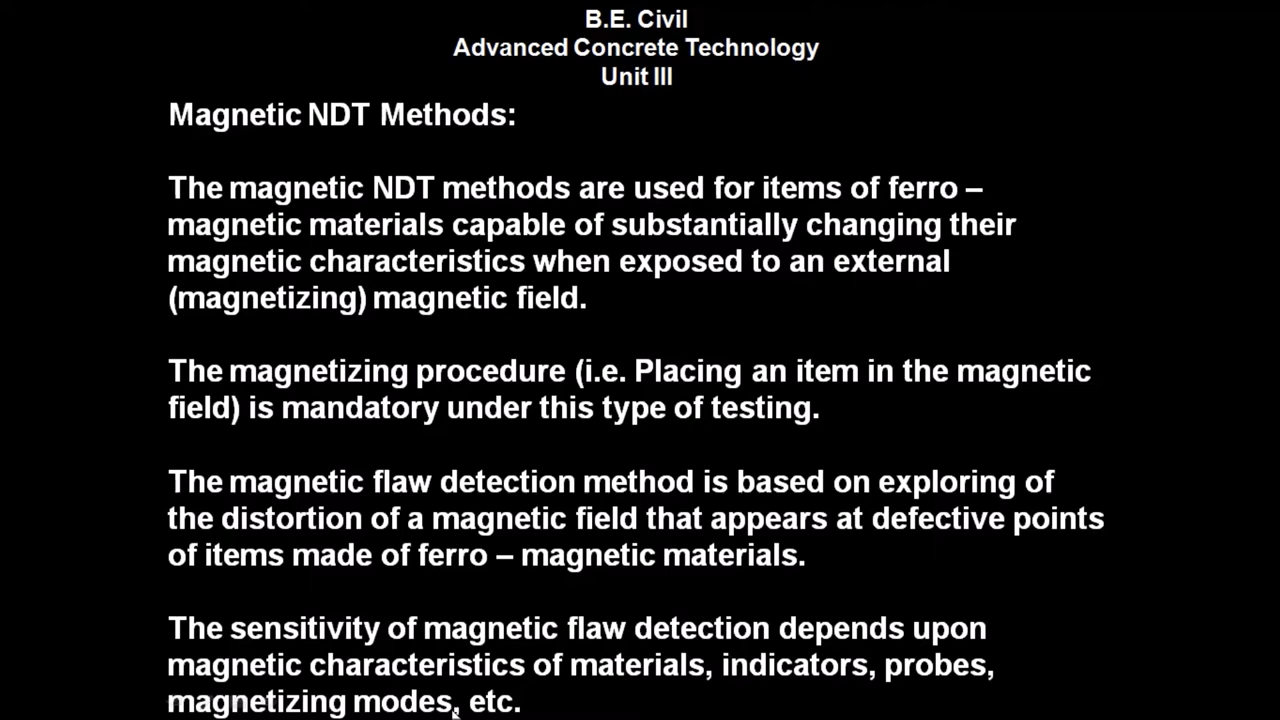 B.E. Civil
Advanced Concrete Technology
Unit III
Magnetic NDT Methods:
The magnetic NDT methods are used for items of ferro –
magnetic materials capable of substantially changing their
magnetic characteristics when exposed to an external
(magnetizing) magnetic field.
The magnetizing procedure (i.e. Placing an item in the magnetic
field) is mandatory under this type of testing.
The magnetic flaw detection method is based on exploring of
the distortion of a magnetic field that appears at defective points
of items made of ferro – magnetic materials.
The sensitivity of magnetic flaw detection depends upon
magnetic characteristics of materials, indicators, probes,
magnetizing modes, etc.